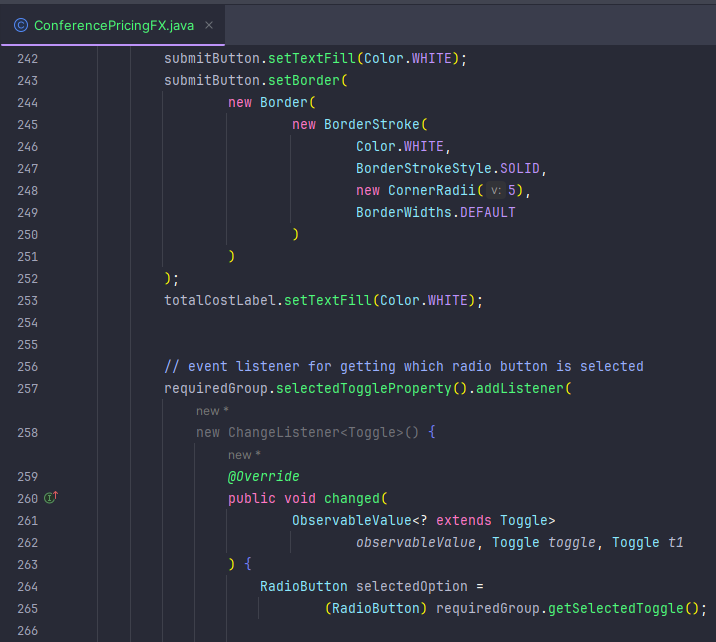 ConferencePricingFX.java ×
242 submitButton.setTextFill(Color.WHITE);
243 submitButton.setBorder(
244 new Border(
245 new BorderStroke(
246 Color.WHITE,
247 BorderStrokeStyle.SOLID,
248 new CornerRadii( v: 5),
249 BorderWidths.DEFAULT
250 )
251 )
252 );
253 totalCostLabel.setTextFill(Color.WHITE);
254
255
256 // event listener for getting which radio button is selected
257 requiredGroup.selectedToggleProperty().addListener(
new *
258 new ChangeListener<Toggle>() {
new *
259 @Override
260 public void changed(
261 ObservableValue<? extends Toggle>
262 observableValue, Toggle toggle, Toggle t1
263 ) {
264 RadioButton selectedOption =
265 (RadioButton) requiredGroup.getSelectedToggle();
266